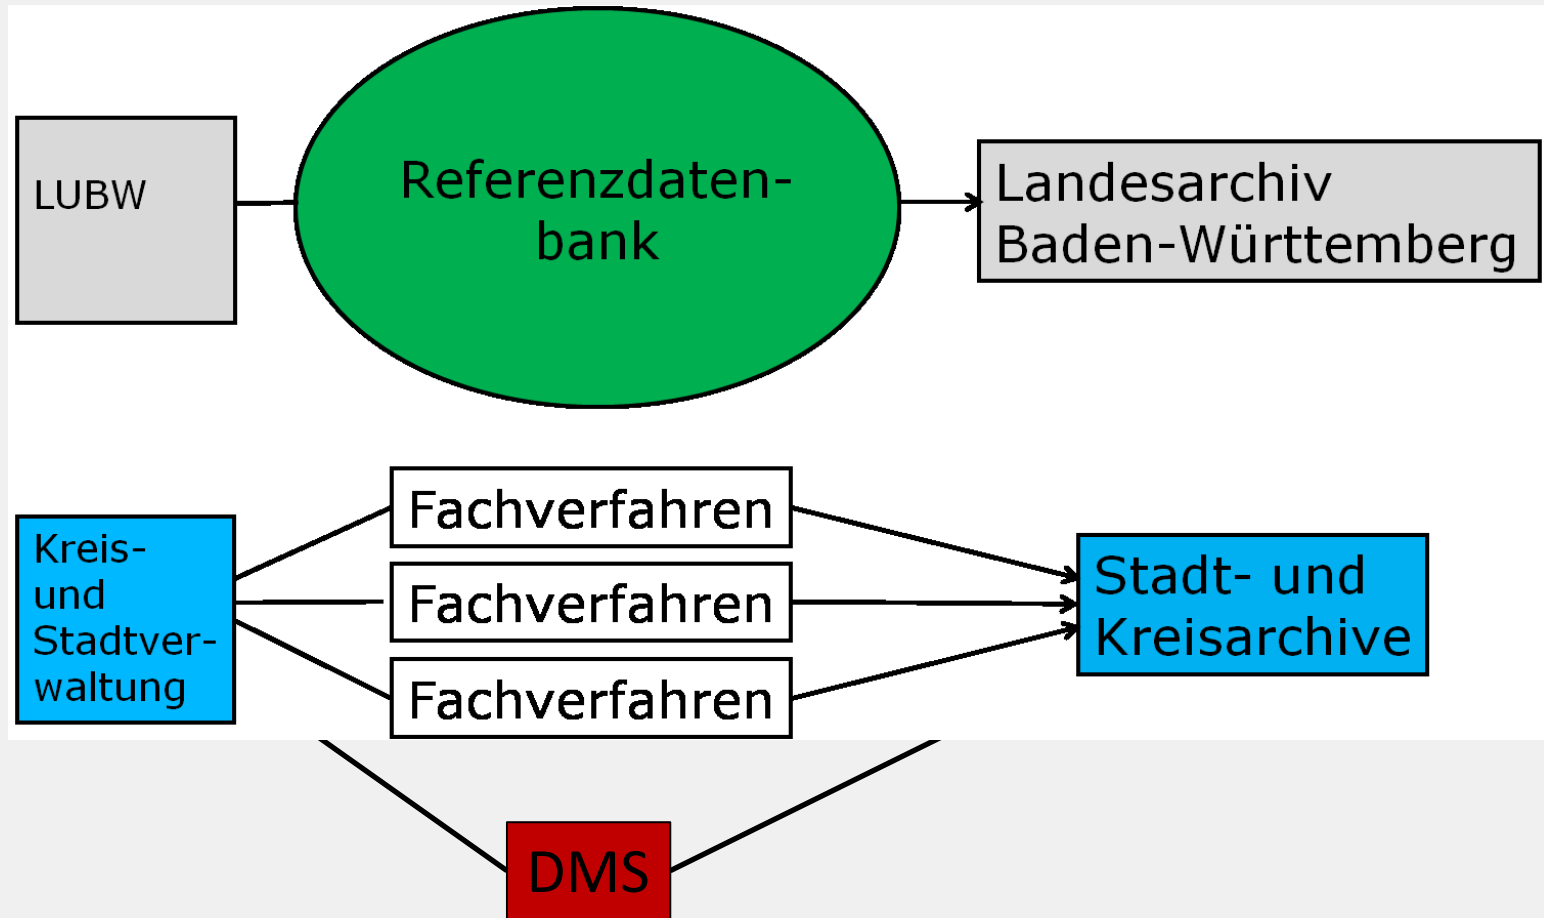 LUBW
Referenzdaten-
bank
Landesarchiv
Baden-Württemberg
Kreis-
und
Stadtver-
waltung
Fachverfahren
Fachverfahren
Fachverfahren
Stadt- und
Kreisarchive
DMS